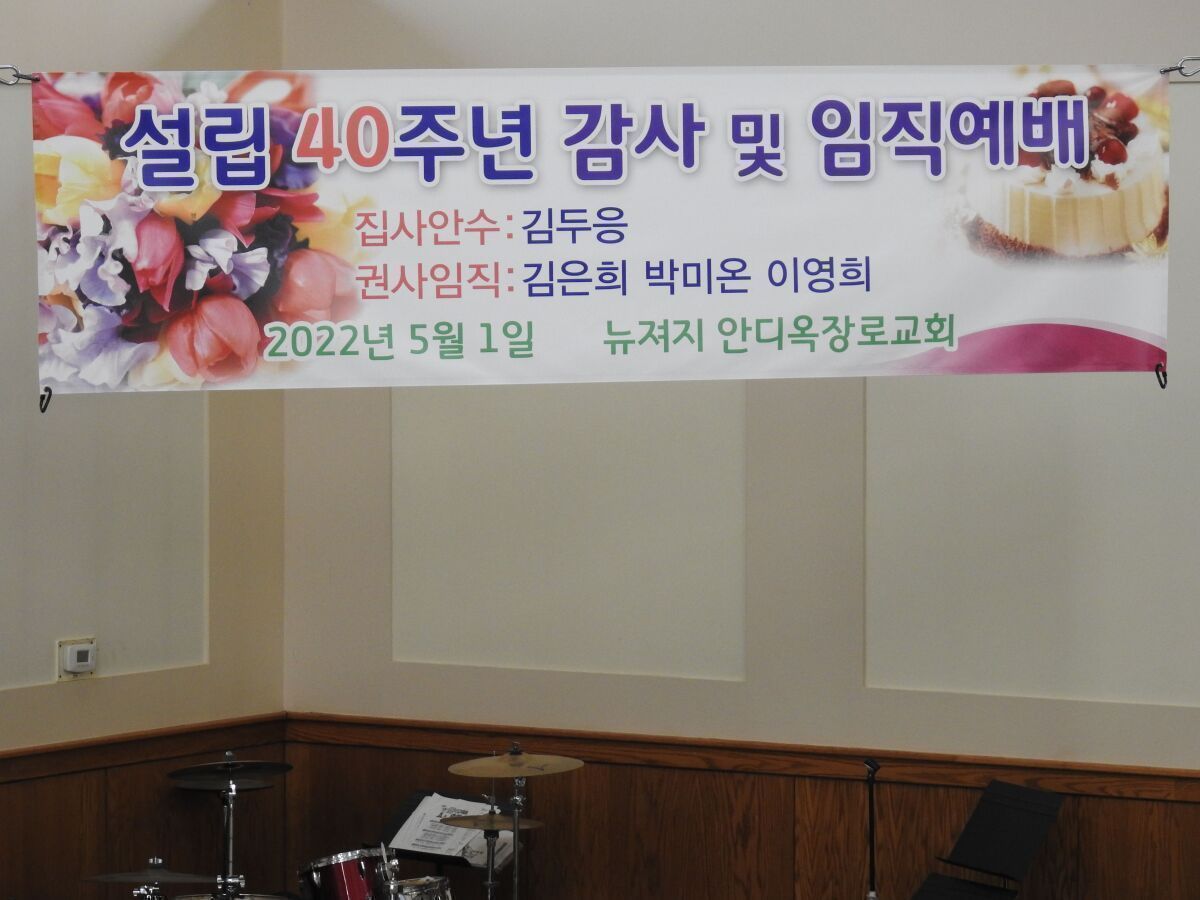 설립 40주년 감사 및 임직예배
집사안수: 김두응
권사임직: 김은희 박미온 이영희
2022년 5월 1일 뉴져지 안디옥장로교회